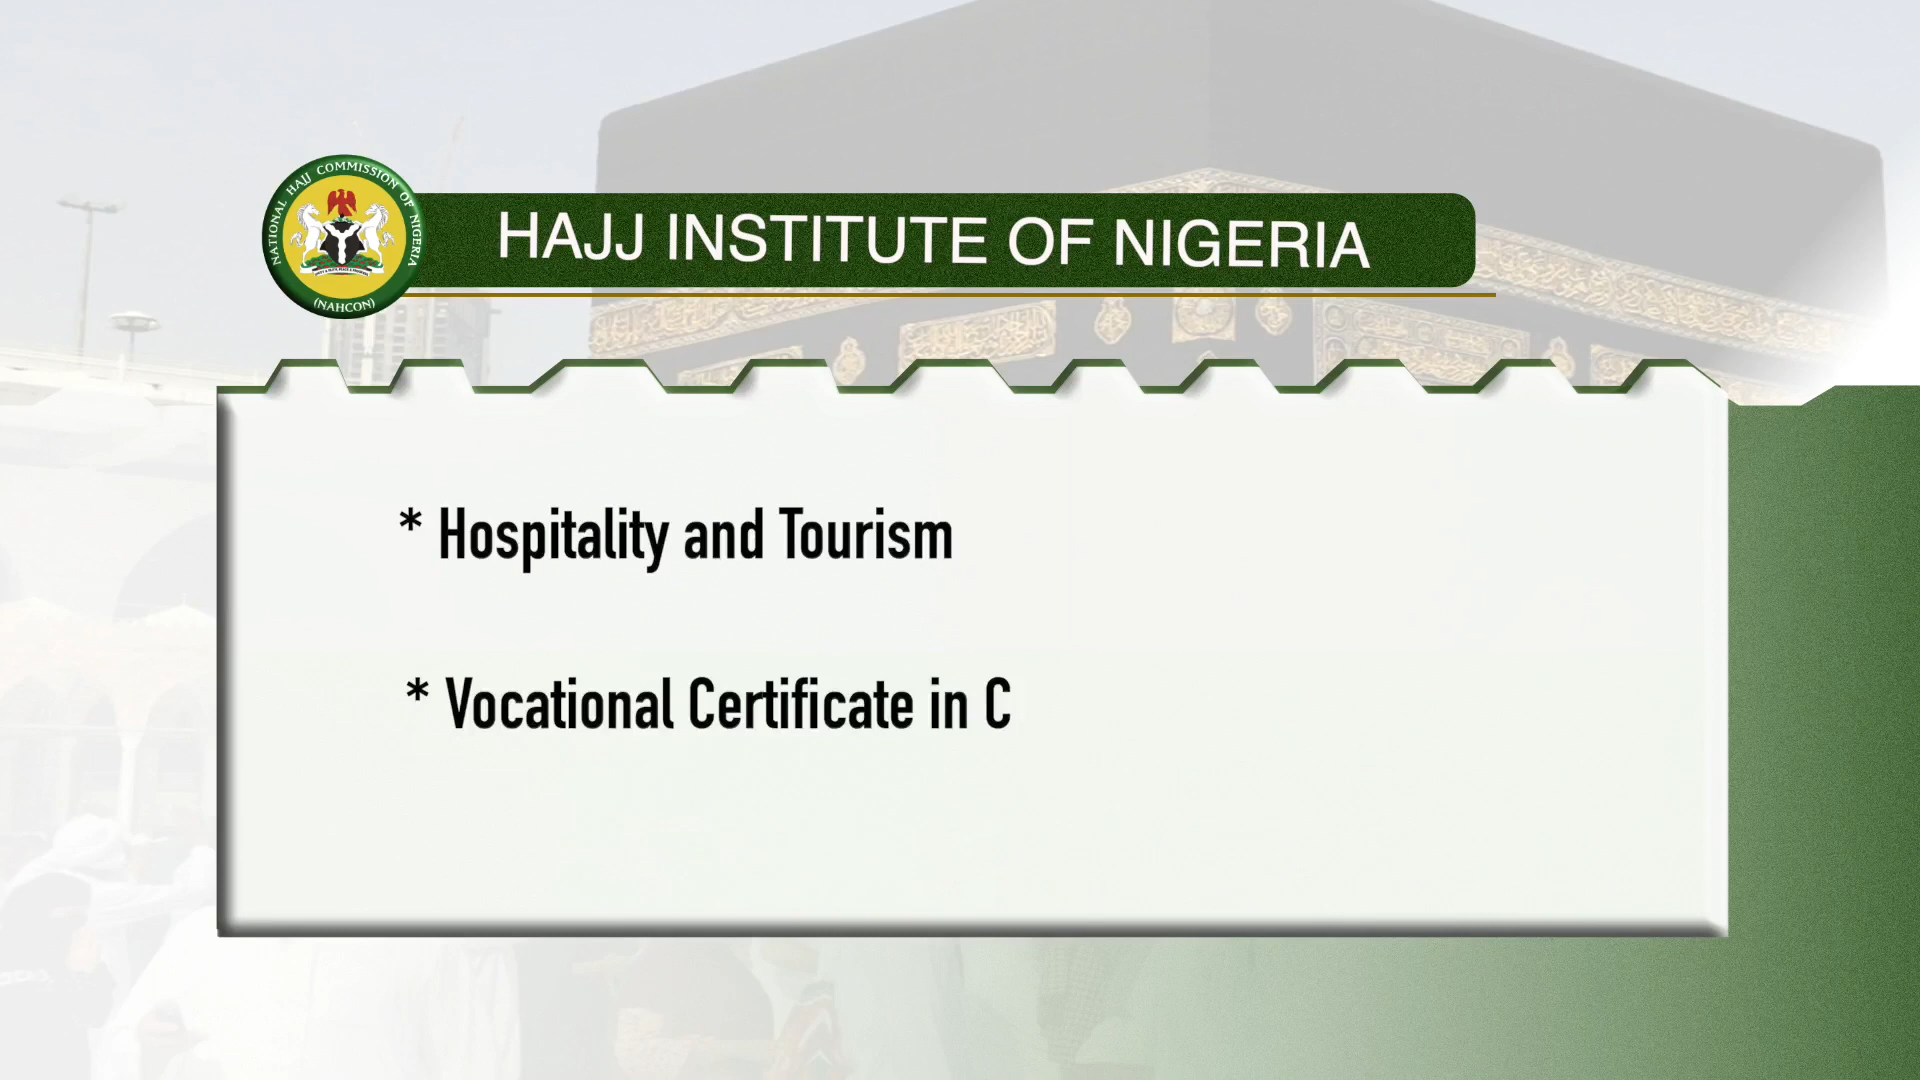 NATIONAL HAJJ COMMISSION OF NIGERIA
(NAHCON)
HAJJ INSTITUTE OF NIGERIA
* Hospitality and Tourism
* Vocational Certificate in C